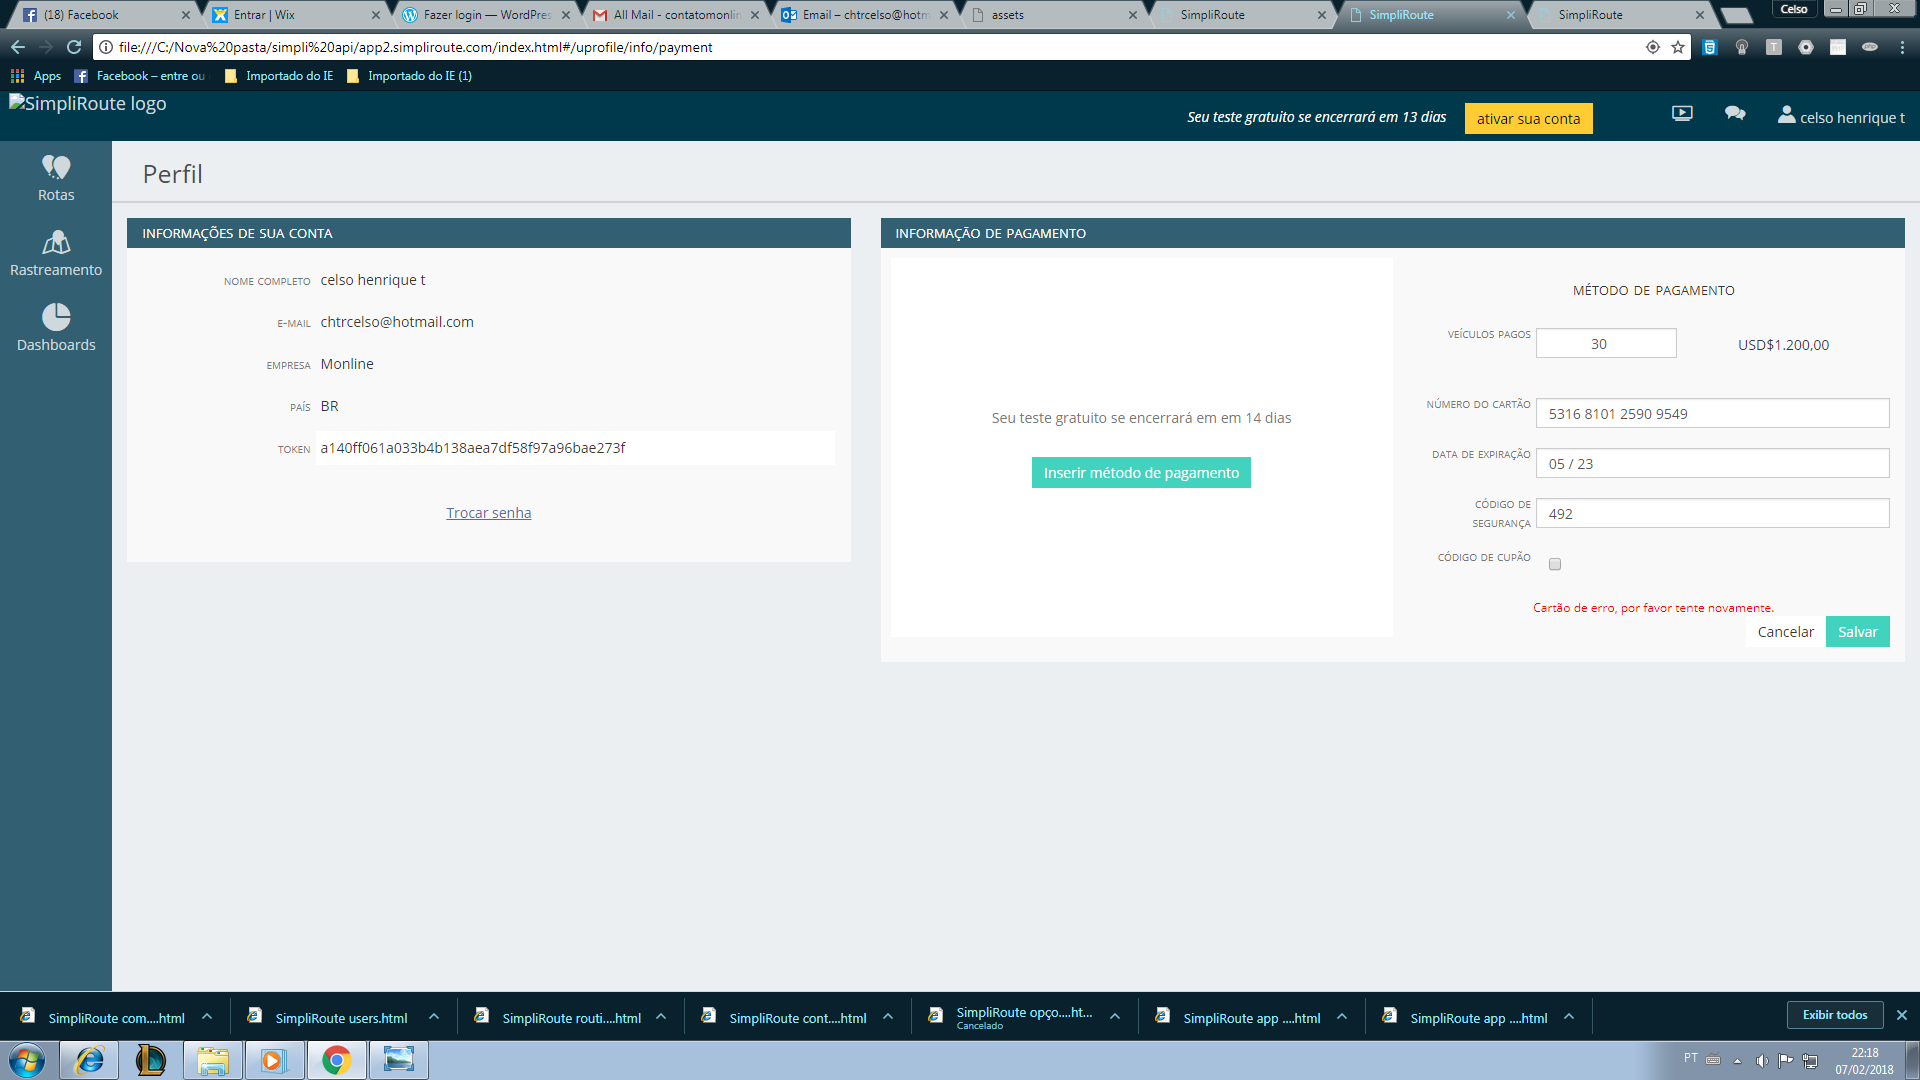 (18) Facebook
Entrar | Wix
Fazer login — WordPres
All Mail - contatomonlin
Email – chtrcelso@hotm
assets
SimpliRoute
SimpliRoute
SimpliRoute
Celso
file:///C:/Nova%20pasta/simpli%20api/app2.simpliroute.com/index.html#/uprofile/info/payment
Apps
Facebook – entre ou
Importado do IE
Importado do IE (1)
SimpliRoute logo
Seu teste gratuito se encerrará em 13 dias
ativar sua conta
celso henrique t
Rotas
Rastreamento
Dashboards
Perfil
INFORMAÇÕES DE SUA CONTA
NOME COMPLETO celso henrique t
E-MAIL chtrcelso@hotmail.com
EMPRESA Monline
PAÍS BR
TOKEN a140ff061a033b4b138aea7df58f97a96bae273f
Trocar senha
INFORMAÇÃO DE PAGAMENTO
Seu teste gratuito se encerrará em em 14 dias
Inserir método de pagamento
MÉTODO DE PAGAMENTO
VEÍCULOS PAGOS 30 USD$1.200,00
NÚMERO DO CARTÃO 5316 8101 2590 9549
DATA DE EXPIRAÇÃO 05 / 23
CÓDIGO DE
SEGURANÇA 492
CÓDIGO DE CUPÃO
Cartão de erro, por favor tente novamente.
Cancelar
Salvar
SimpliRoute com....html
SimpliRoute users.html
SimpliRoute routi....html
SimpliRoute cont....html
SimpliRoute opço....ht...
Cancelado
SimpliRoute app ....html
SimpliRoute app ....html
Exibir todos
PT
22:18
07/02/2018